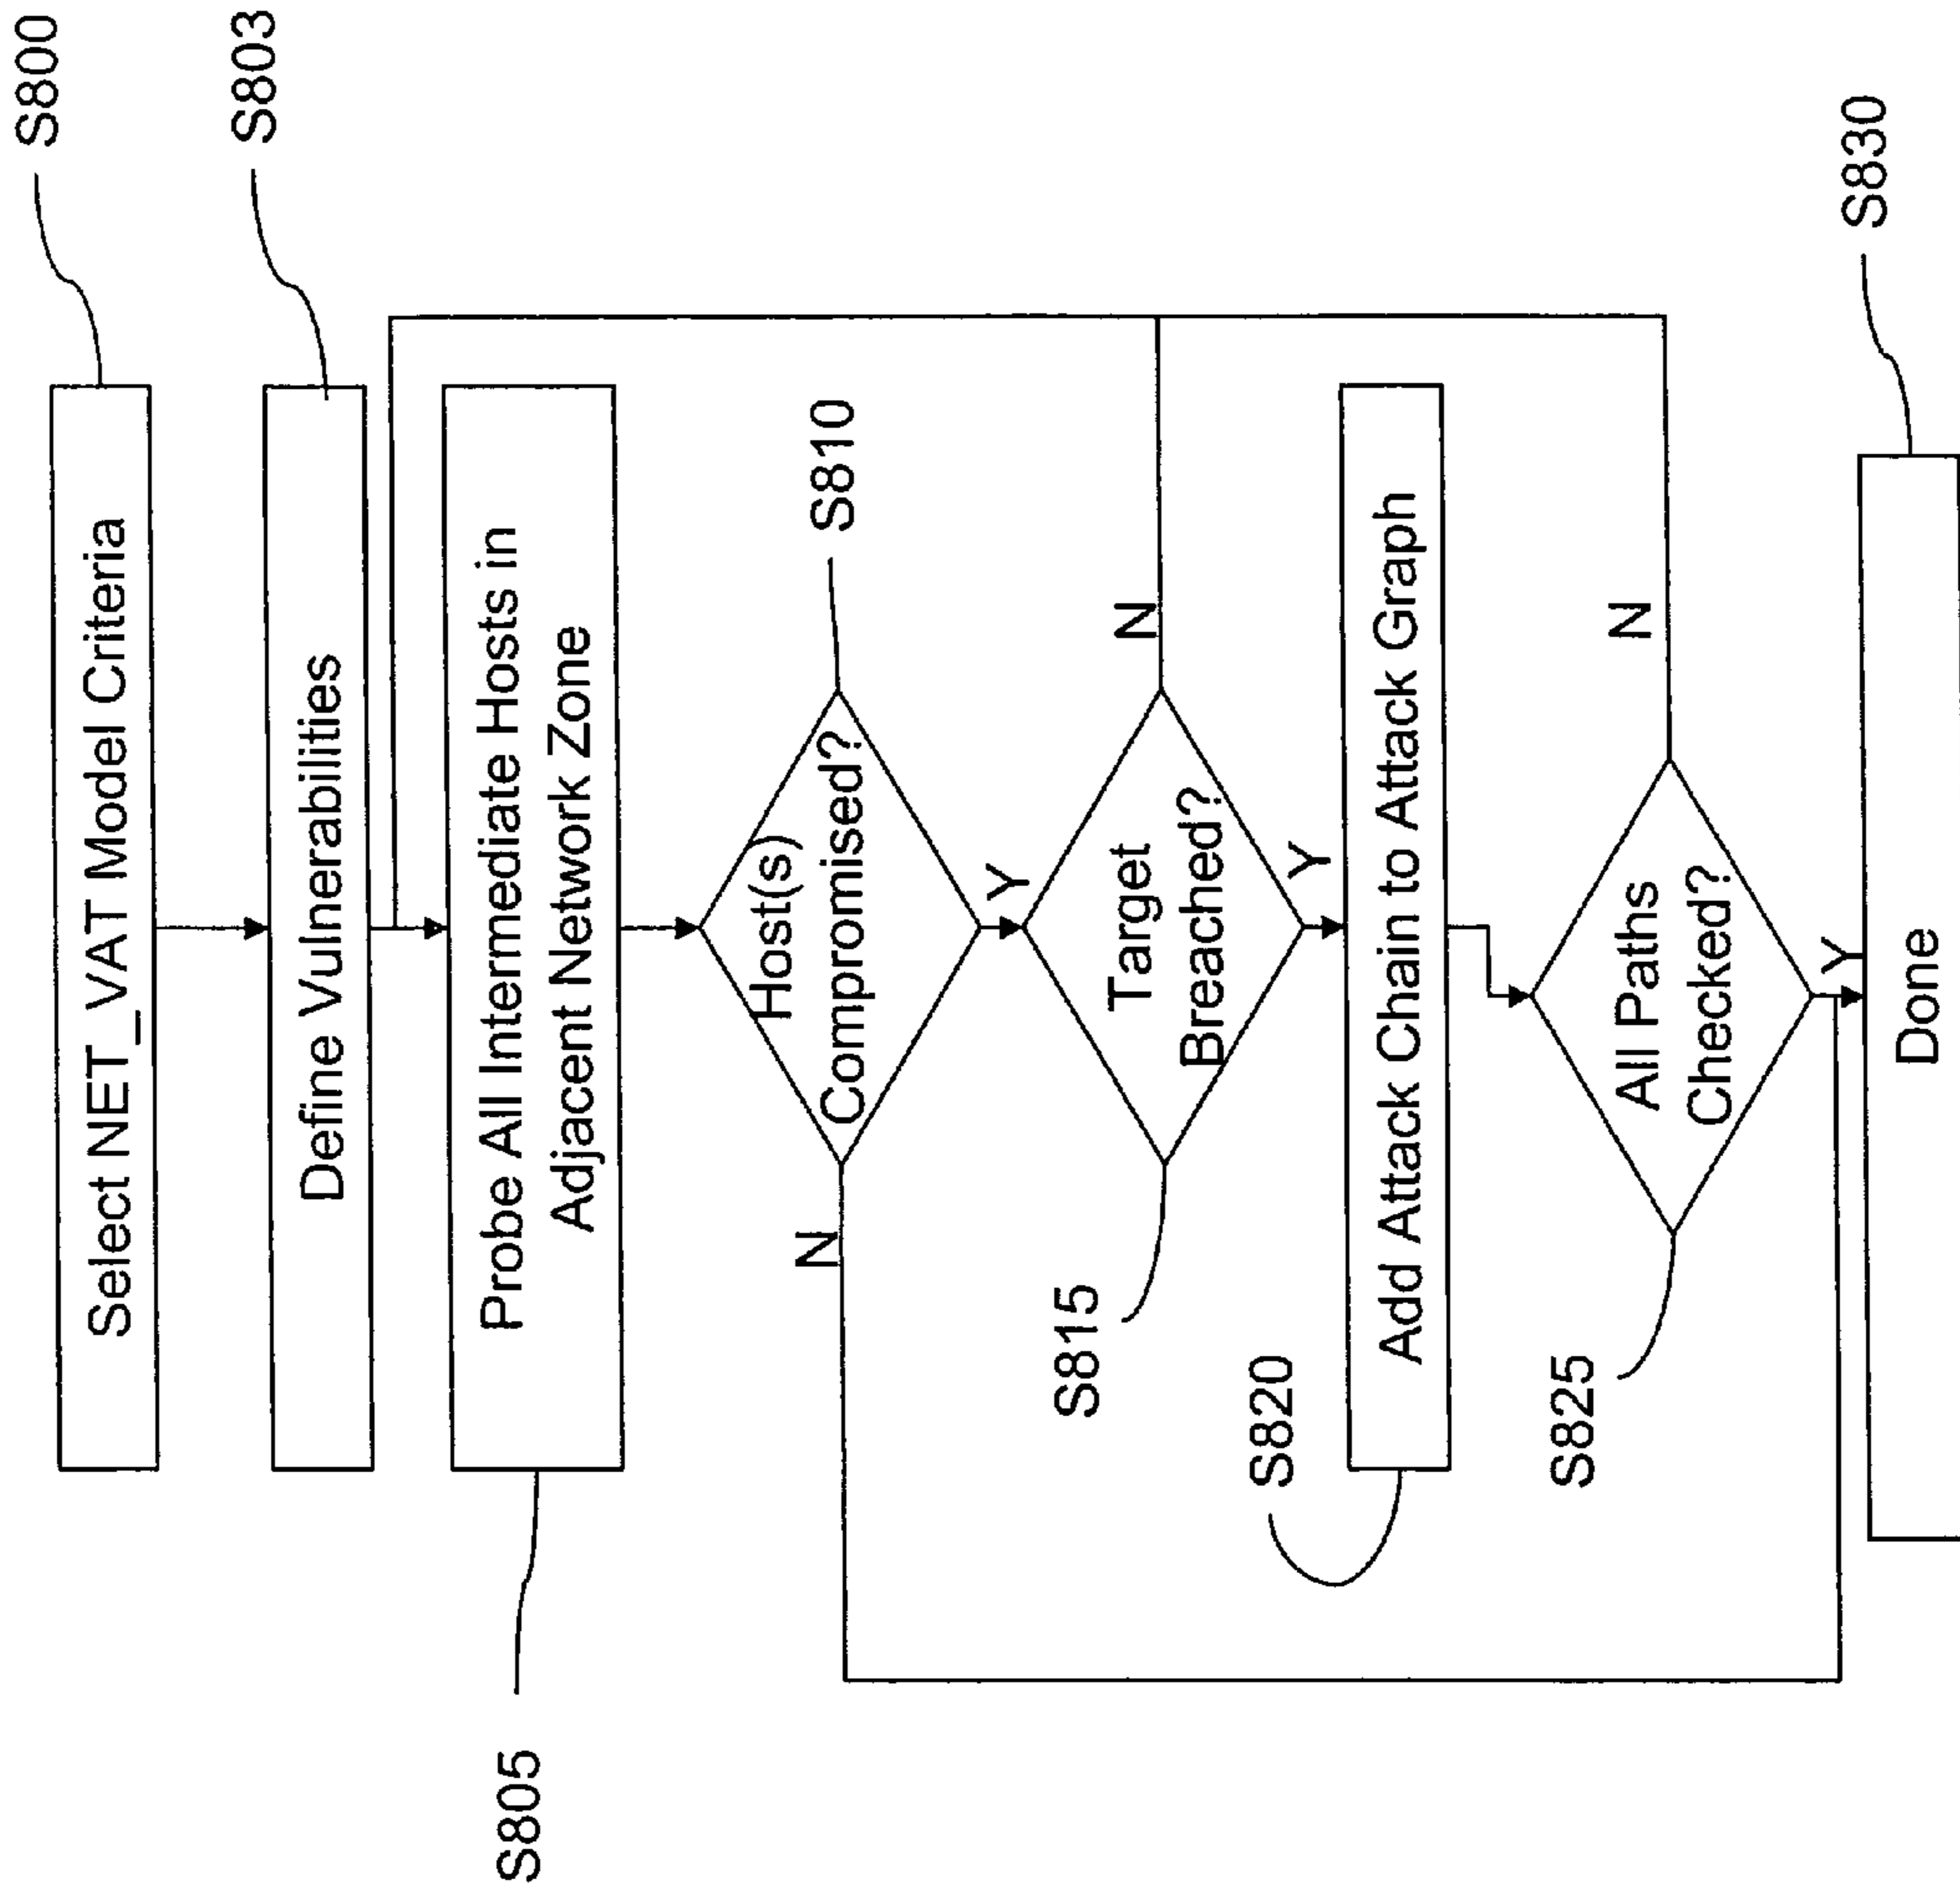 S800
Select NET_VAT Model Criteria
S803
Define Vulnerabilities
S805
Probe All Intermediate Hosts in
Adjacent Network Zone
S810
Host(s)
Compromised?
N
Y
S815
Target
Breached?
N
Y
S820
Add Attack Chain to Attack Graph
S825
All Paths
Checked?
N
Y
S830
Done